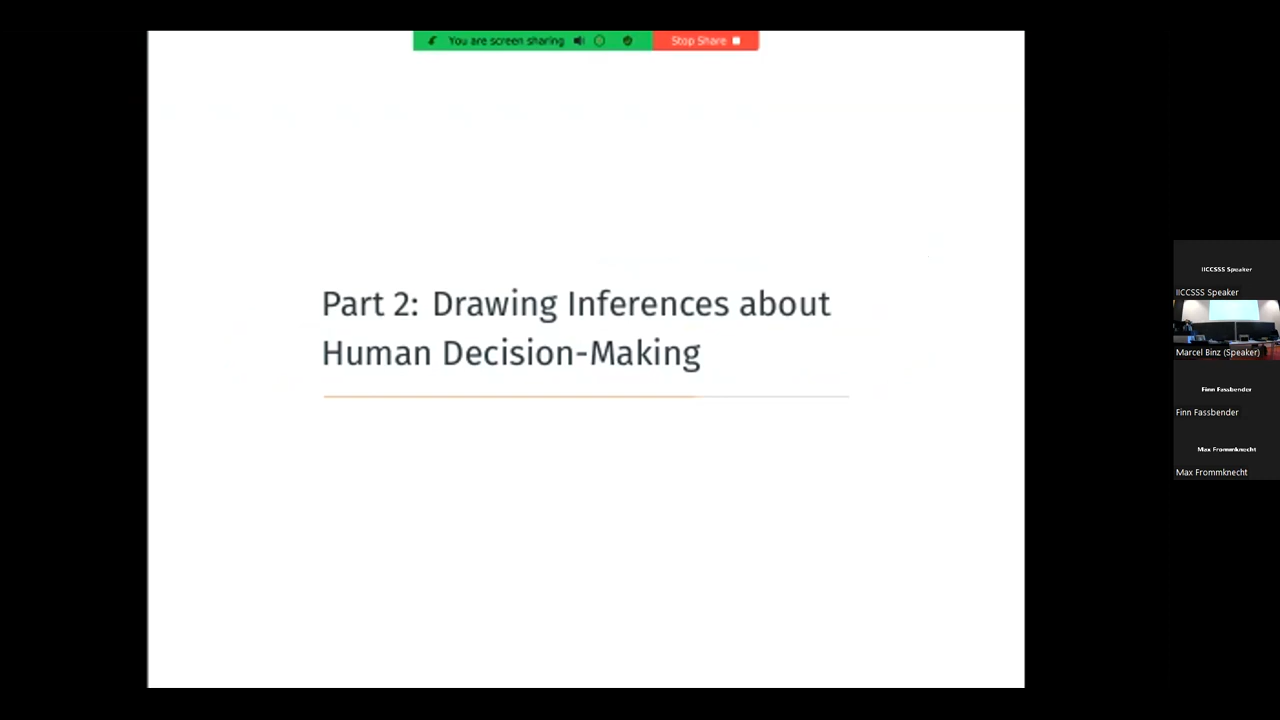 You are screen sharing
Stop Share
Part 2: Drawing Inferences about
Human Decision-Making
IICCSSS Speaker
IICCSSS Speaker
Marcel Binz (Speaker)
Finn Fassbender
Finn Fassbender
Max Frommknecht
Max Frommknecht